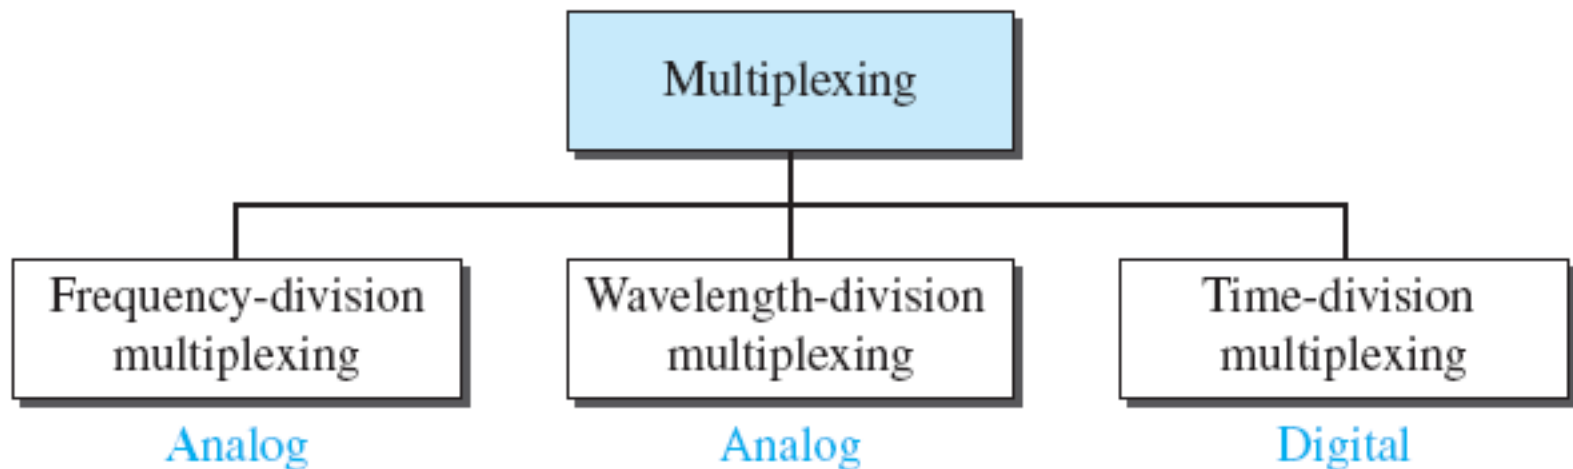 Multiplexing
Frequency-division
multiplexing
Analog
Wavelength-division
multiplexing
Analog
Time-division
multiplexing
Digital